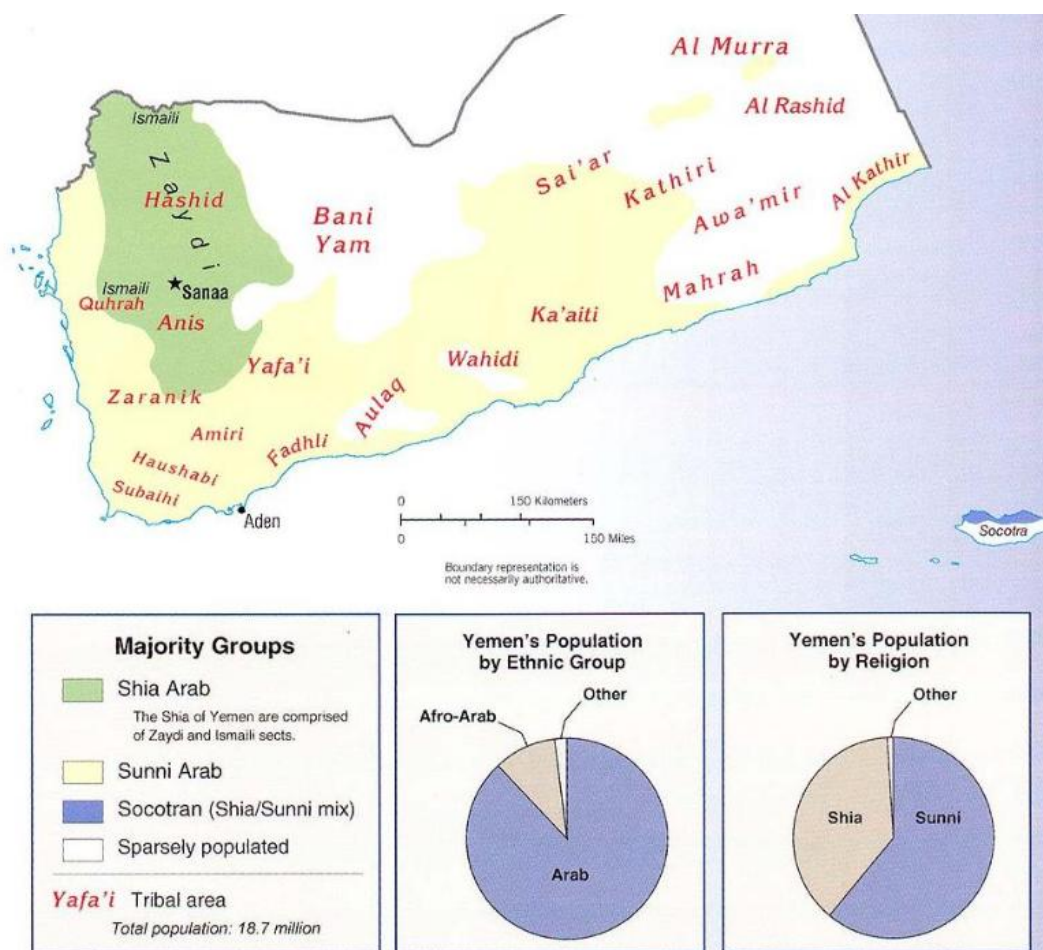 Al Murra
Al Rashid
Ismaili
Zaydi
Hashid
Sai'ar
Kathiri
Al Kathir
Bani
Yam
Awa'mir
Mahrah
Ismaili
Sanaa
Quhrah
Anis
Ka'aiti
Wahidi
Yafa'i
Zaranik
Aulaq
Amiri
Fadhli
Haushabi
Subaihi
Aden
0 150 Kilometers
0 150 Miles
Boundary representation is
not necessarily authoritative.
Socotra
Majority Groups
Shia Arab
The Shia of Yemen are comprised
of Zaydi and Ismaili sects.
Sunni Arab
Socotran (Shia/Sunni mix)
Sparsely populated
Yafa'i Tribal area
Total population: 18.7 million
Yemen's Population
by Ethnic Group
Other
Afro-Arab
Arab
Yemen's Population
by Religion
Other
Shia
Sunni